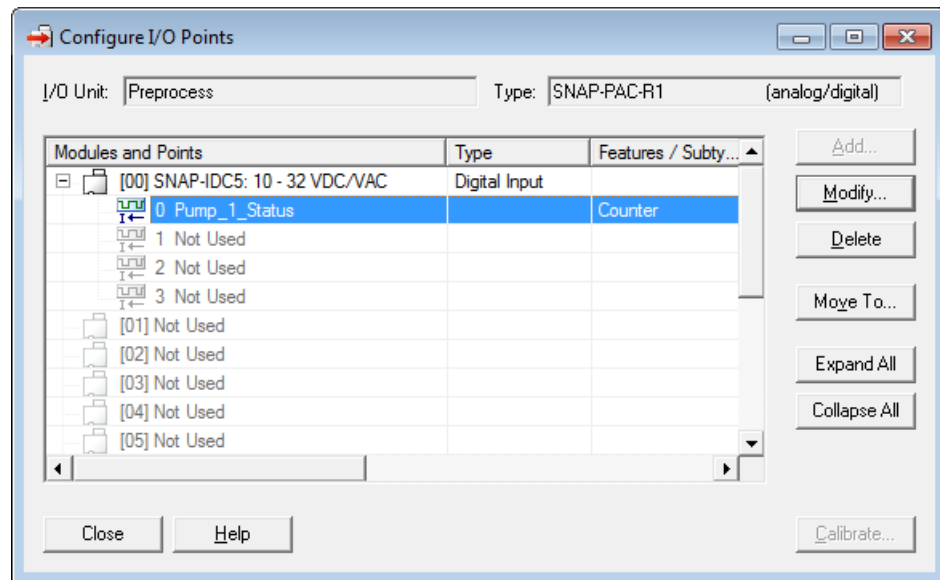 Configure I/O Points
I/O Unit: Preprocess Type: SNAP-PAC-R1 (analog/digital)
Modules and Points Type Features / Subty...
[00] SNAP-IDC5: 10 - 32 VDC/VAC Digital Input
0 Pump_1_Status Counter
1 Not Used
2 Not Used
3 Not Used
[01] Not Used
[02] Not Used
[03] Not Used
[04] Not Used
[05] Not Used
Add...
Modify...
Delete
Move To...
Expand All
Collapse All
Close Help Calibrate...